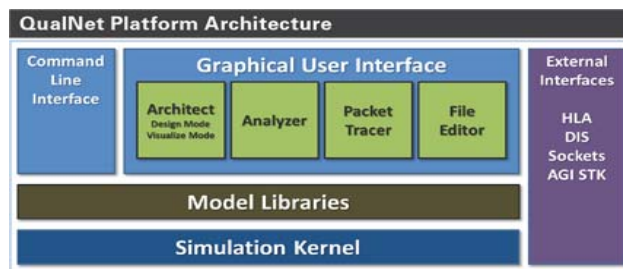 QualNet Platform Architecture
Command
Line
Interface
Graphical User Interface
Architect
Design Mode
Visualize Mode
Analyzer
Packet
Tracer
File
Editor
External
Interfaces
HLA
DIS
Sockets
AGI STK
Model Libraries
Simulation Kernel